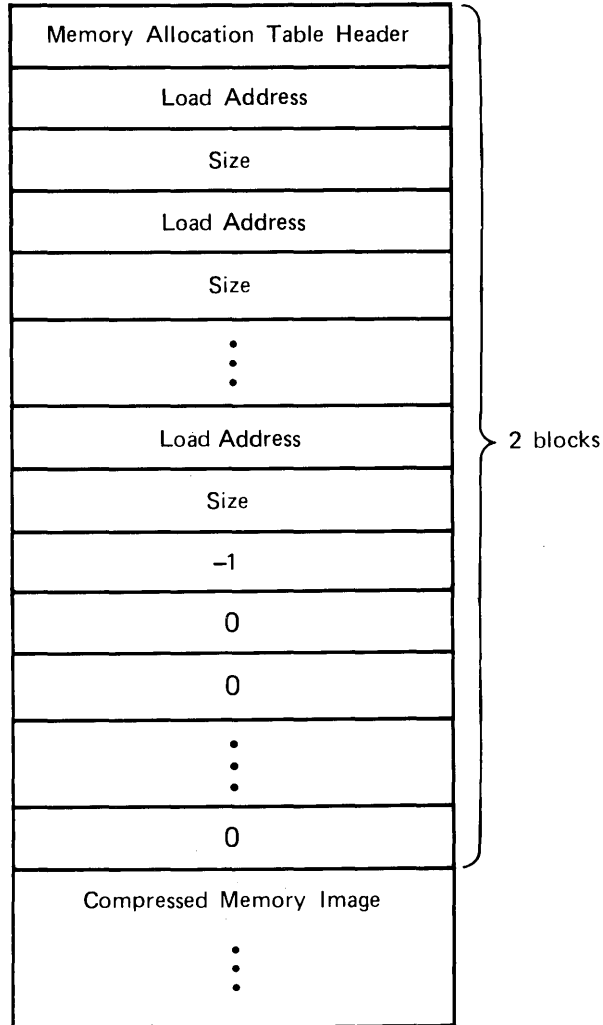 Memory Allocation Table Header
Load Address
Size
Load Address
Size
Load Address
2 blocks
Size
–1
0
0
0
Compressed Memory Image